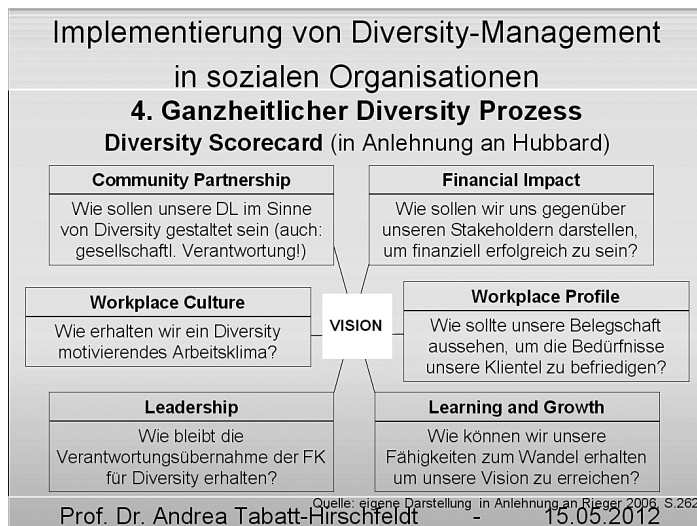 Implementierung von Diversity-Management
in sozialen Organisationen
4. Ganzheitlicher Diversity Prozess
Diversity Scorecard (in Anlehnung an Hubbard)
Community Partnership
Wie sollen unsere DL im Sinne
von Diversity gestaltet sein (auch:
gesellschaftl. Verantwortung!)
Financial Impact
Wie sollen wir uns gegenüber
unseren Stakeholdern darstellen,
um finanziell erfolgreich zu sein?
Workplace Culture
Wie erhalten wir ein Diversity
motivierendes Arbeitsklima?
VISION
Workplace Profile
Wie sollte unsere Belegschaft
aussehen, um die Bedürfnisse
unsere Klientel zu befriedigen?
Leadership
Wie bleibt die
Verantwortungsübernahme der FK
für Diversity erhalten?
Learning and Growth
Wie können wir unsere
Fähigkeiten zum Wandel erhalten
um unsere Vision zu erreichen?
Quelle: eigene Darstellung in Anlehnung an Rieger 2006, S.262
Prof. Dr. Andrea Tabatt-Hirschfeldt - 15.05.2012